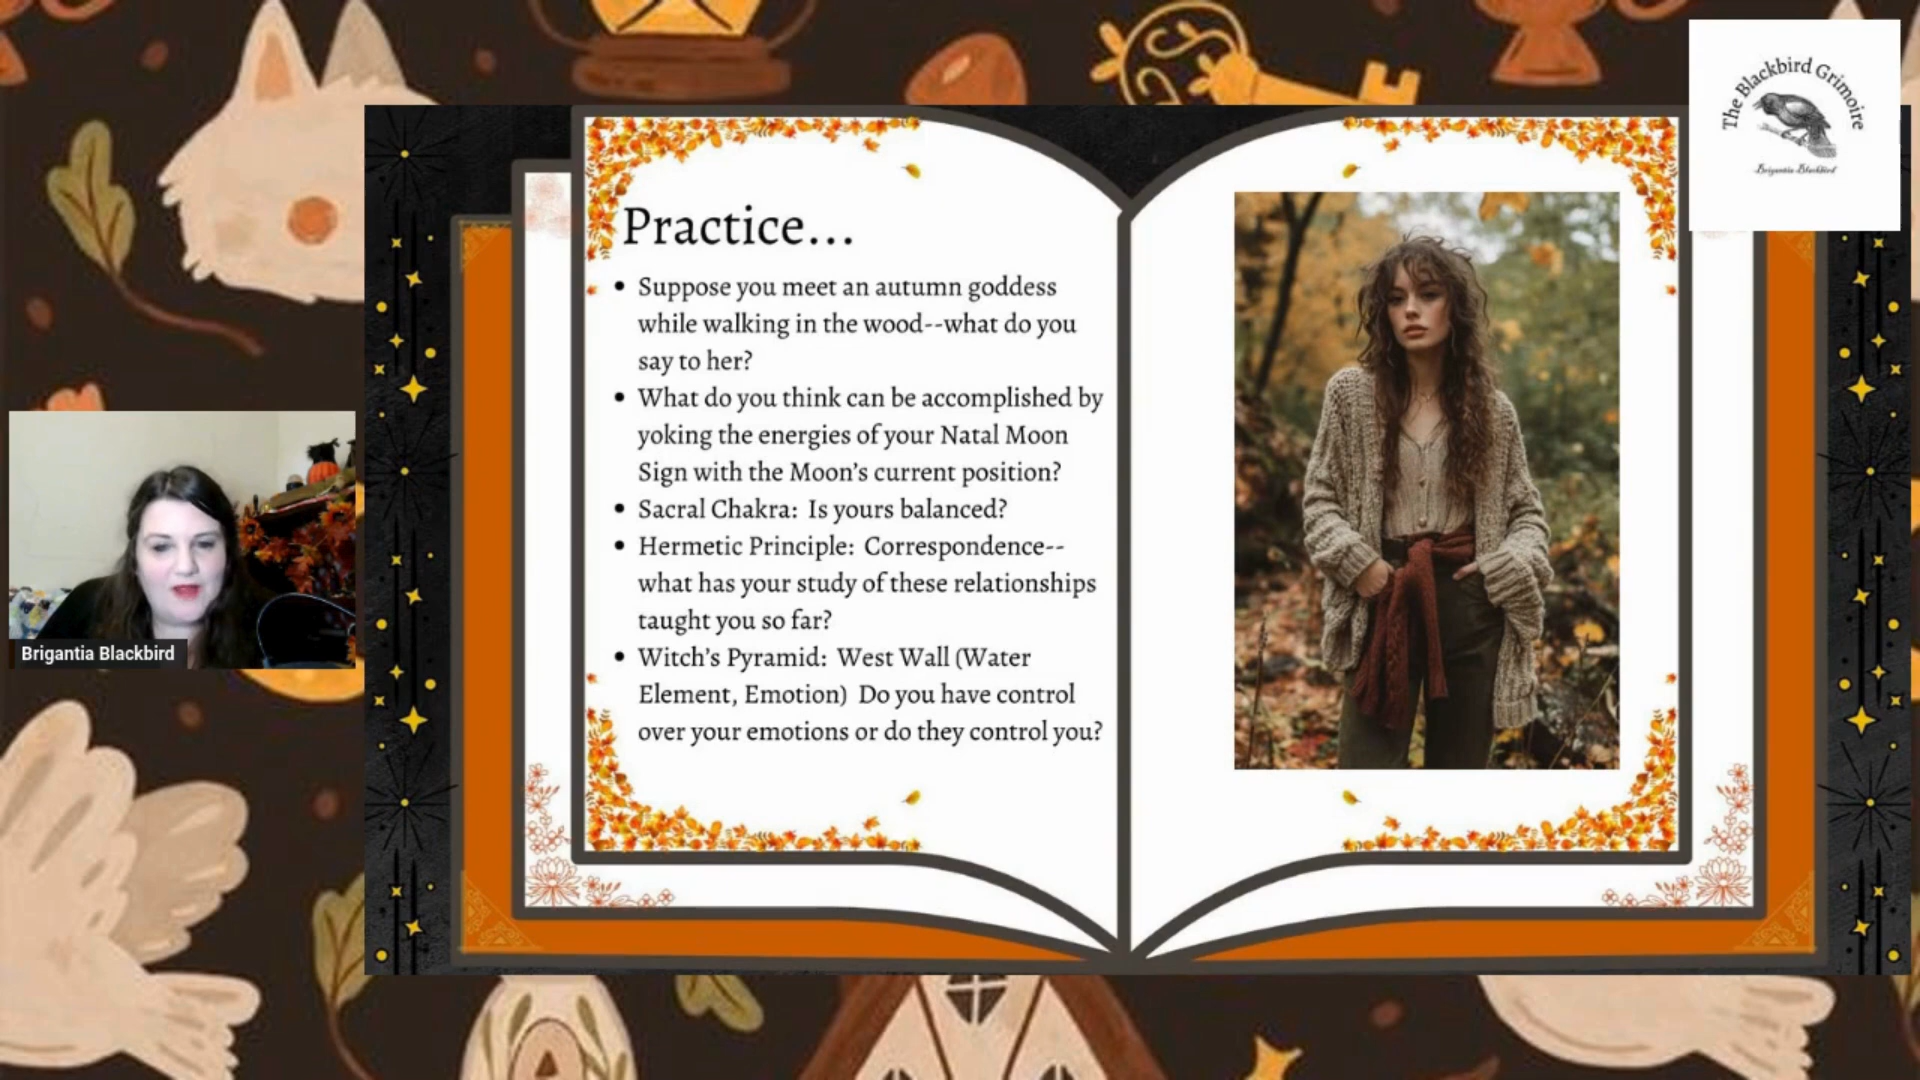 The Blackbird Grimoire
Brigantia Blackbird
Practice...
• Suppose you meet an autumn goddess
while walking in the wood--what do you
say to her?
• What do you think can be accomplished by
yoking the energies of your Natal Moon
Sign with the Moon's current position?
• Sacral Chakra: Is yours balanced?
• Hermetic Principle: Correspondence--
what has your study of these relationships
taught you so far?
• Witch's Pyramid: West Wall (Water
Element, Emotion) Do you have control
over your emotions or do they control you?
Brigantia Blackbird